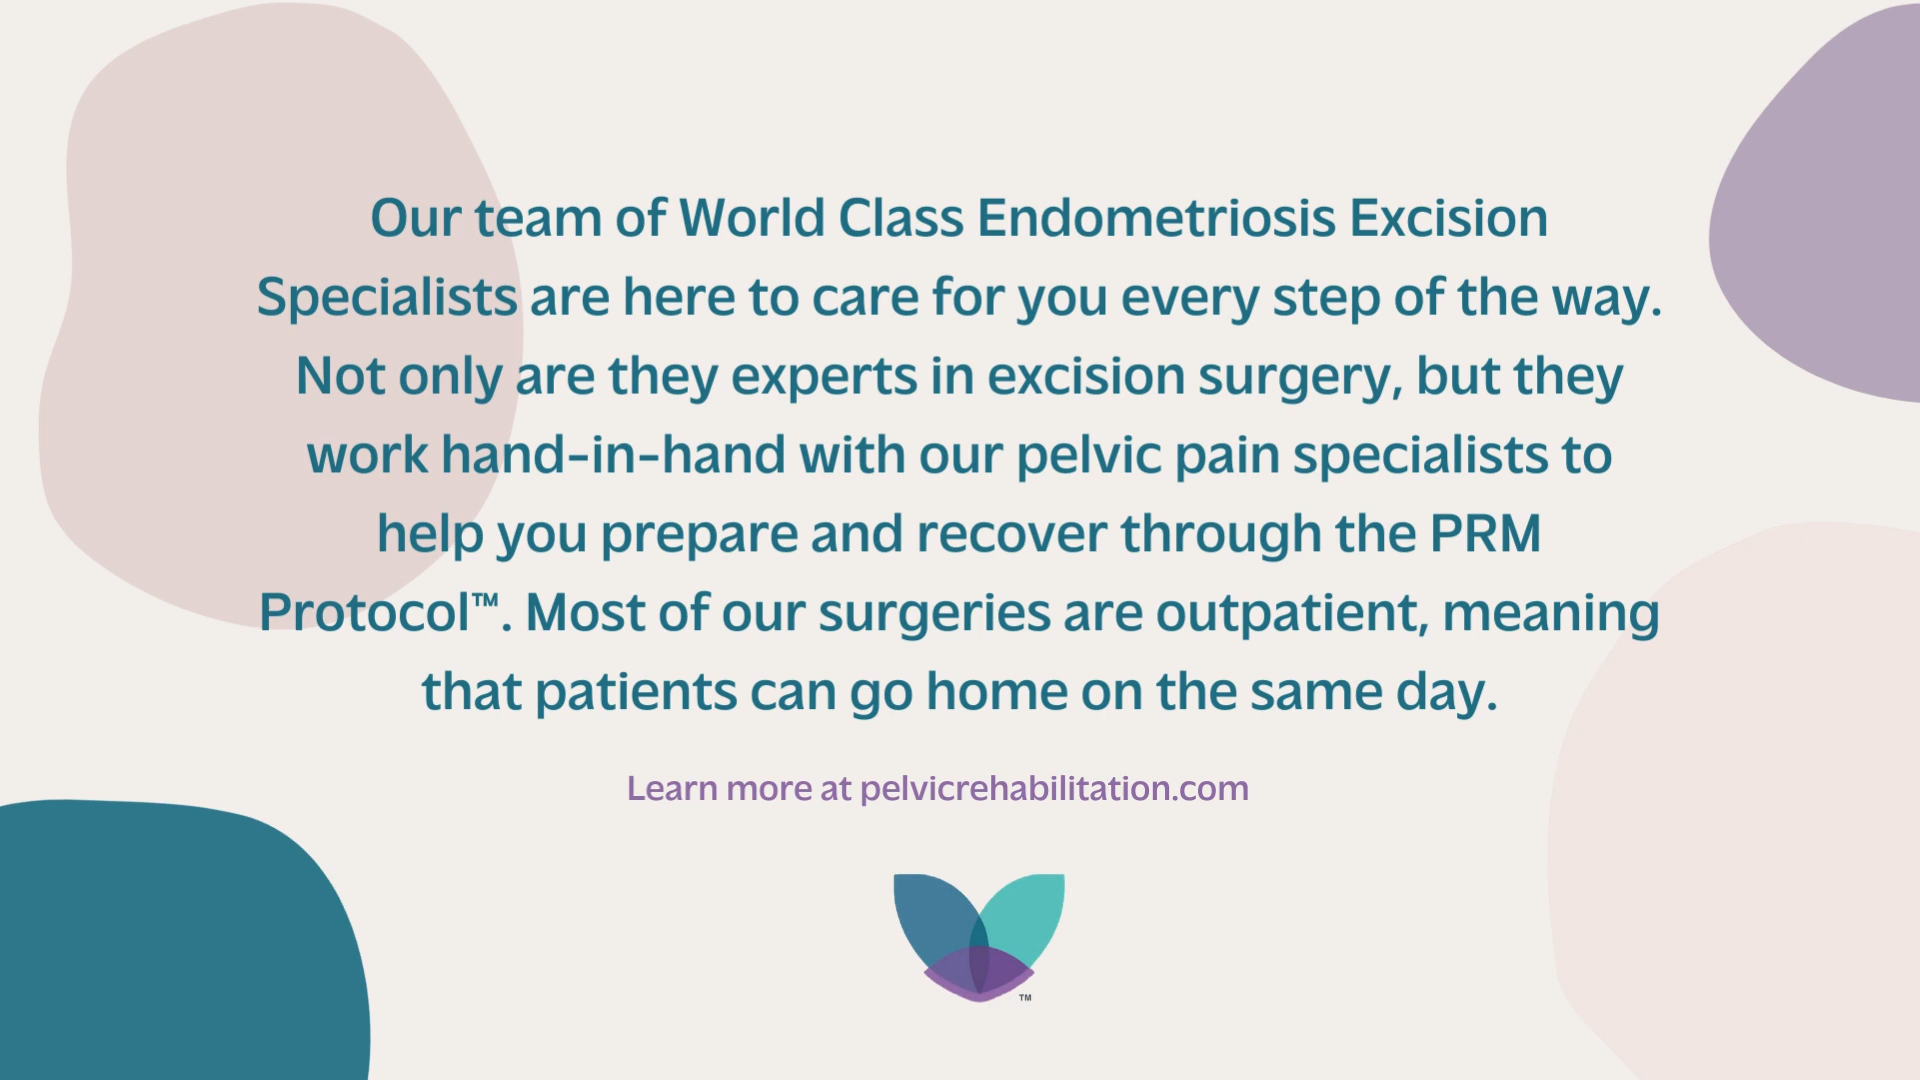 Our team of World Class Endometriosis Excision
Specialists are here to care for you every step of the way.
Not only are they experts in excision surgery, but they
work hand-in-hand with our pelvic pain specialists to
help you prepare and recover through the PRM
Protocol™. Most of our surgeries are outpatient, meaning
that patients can go home on the same day.
Learn more at pelvicrehabilitation.com
TM